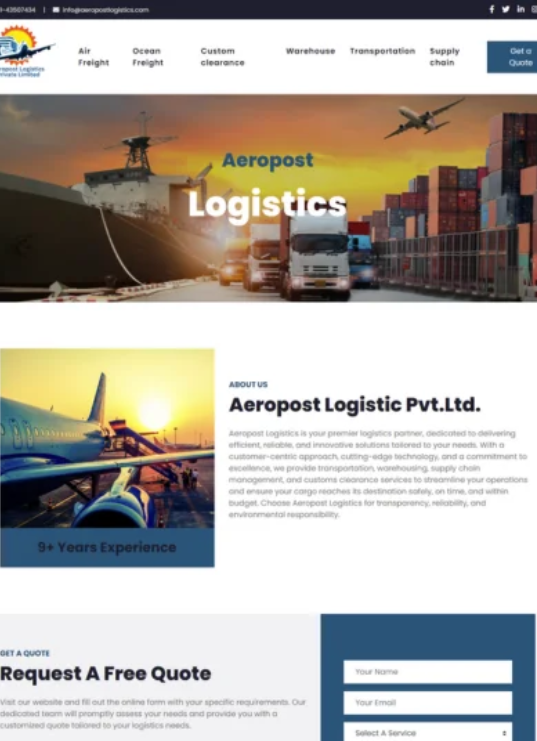 -43507434 | info@aeropostlogistics.com
Air Freight
Ocean Freight
Custom clearance
Warehouse
Transportation
Supply chain
Get a
Quote
Aeropost Logistics
Private Limited
Aeropost
Logistics
ABOUT US
Aeropost Logistic Pvt.Ltd.
Aeropost Logistics is your premier logistics partner, dedicated to delivering
efficient, reliable, and innovative solutions tailored to your needs. With a
customer-centric approach, cutting-edge technology, and a commitment to
excellence, we provide transportation, warehousing, supply chain
management, and customs clearance services to streamline your operations
and ensure your cargo reaches its destination safely, on time, and within
budget. Choose Aeropost Logistics for transparency, reliability, and
environmental responsibility.
9+ Years Experience
GET A QUOTE
Request A Free Quote
Visit our website and fill out the online form with your specific requirements. Our
dedicated team will promptly assess your needs and provide you with a
customized quote tailored to your logistics needs.
Your Name
Your Email
Select A Service